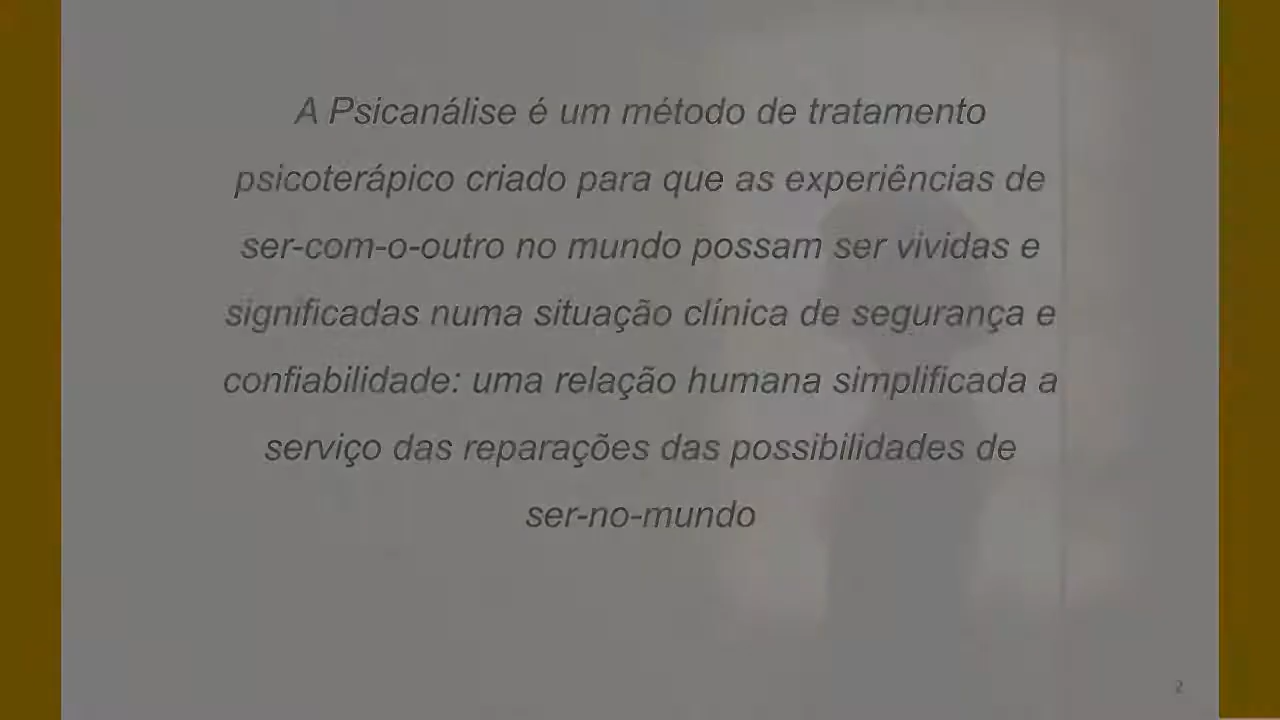 A Psicanálise é um método de tratamento
psicoterápico criado para que as experiências de
ser-com-o-outro no mundo possam ser vividas e
significadas numa situação clínica de segurança e
confiabilidade: uma relação humana simplificada a
serviço das reparações das possibilidades de
ser-no-mundo
2